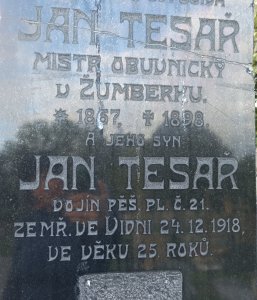 JAN TESAŘ
MISTR OBUVNICKÝ
V ŽUMBERKU.
* 1867, † 1898.
A JEHO SYN
JAN TESAŘ
VOJÍN PĚŠ. PL. Č. 21.
ZEMŘ. VE VÍDNI 24. 12. 1918,
VE VĚKU 25. ROKŮ.